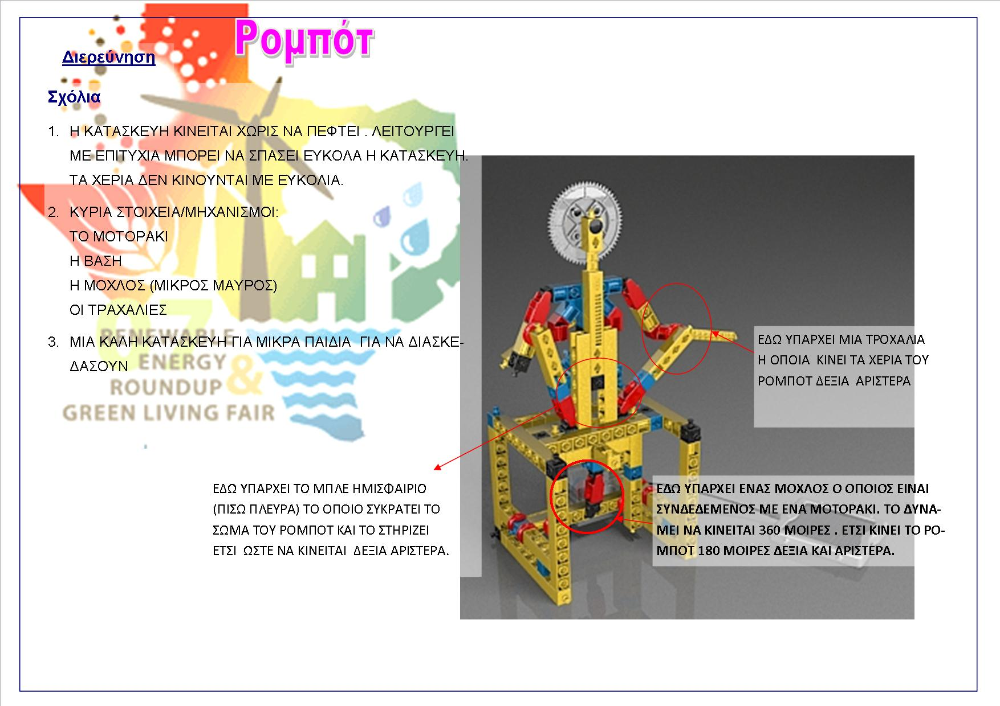 Ρομπότ
Διερεύνηση
Σχόλια
1. Η ΚΑΤΑΣΚΕΥΗ ΚΙΝΕΙΤΑΙ ΧΩΡΙΣ ΝΑ ΠΕΦΤΕΙ . ΛΕΙΤΟΥΡΓΕΙ
ΜΕ ΕΠΙΤΥΧΙΑ ΜΠΟΡΕΙ ΝΑ ΣΠΑΣΕΙ ΕΥΚΟΛΑ Η ΚΑΤΑΣΚΕΥΗ.
ΤΑ ΧΕΡΙΑ ΔΕΝ ΚΙΝΟΥΝΤΑΙ ΜΕ ΕΥΚΟΛΙΑ.
2. ΚΥΡΙΑ ΣΤΟΙΧΕΙΑ/ΜΗΧΑΝΙΣΜΟΙ:
ΤΟ ΜΟΤΟΡΑΚΙ
Η ΒΑΣΗ
Η ΜΟΧΛΟΣ (ΜΙΚΡΟΣ ΜΑΥΡΟΣ)
ΟΙ ΤΡΑΧΑΛΙΕΣ
3. ΜΙΑ ΚΑΛΗ ΚΑΤΑΣΚΕΥΗ ΓΙΑ ΜΙΚΡΑ ΠΑΙΔΙΑ ΓΙΑ ΝΑ ΔΙΑΣΚΕ-
ΔΑΣΟΥΝ
07
RENEWABLE
ENERGY &
ROUNDUP
GREEN LIVING FAIR
ΕΔΩ ΥΠΑΡΧΕΙ ΜΙΑ ΤΡΟΧΑΛΙΑ
Η ΟΠΟΙΑ ΚΙΝΕΙ ΤΑ ΧΕΡΙΑ ΤΟΥ
ΡΟΜΠΟΤ ΔΕΞΙΑ ΑΡΙΣΤΕΡΑ
ΕΔΩ ΥΠΑΡΧΕΙ ΤΟ ΜΠΛΕ ΗΜΙΣΦΑΙΡΙΟ
(ΠΙΣΩ ΠΛΕΥΡΑ) ΤΟ ΟΠΟΙΟ ΣΥΚΡΑΤΕΙ ΤΟ
ΣΩΜΑ ΤΟΥ ΡΟΜΠΟΤ ΚΑΙ ΤΟ ΣΤΗΡΙΖΕΙ
ΕΤΣΙ ΩΣΤΕ ΝΑ ΚΙΝΕΙΤΑΙ ΔΕΞΙΑ ΑΡΙΣΤΕΡΑ.
ΕΔΩ ΥΠΑΡΧΕΙ ΕΝΑΣ ΜΟΧΛΟΣ Ο ΟΠΟΙΟΣ ΕΙΝΑΙ
ΣΥΝΔΕΔΕΜΕΝΟΣ ΜΕ ΕΝΑ ΜΟΤΟΡΑΚΙ. ΤΟ ΔΥΝΑ-
ΜΕΙ ΝΑ ΚΙΝΕΙΤΑΙ 360 ΜΟΙΡΕΣ . ΕΤΣΙ ΚΙΝΕΙ ΤΟ ΡΟ-
ΜΠΟΤ 180 ΜΟΙΡΕΣ ΔΕΞΙΑ ΚΑΙ ΑΡΙΣΤΕΡΑ.